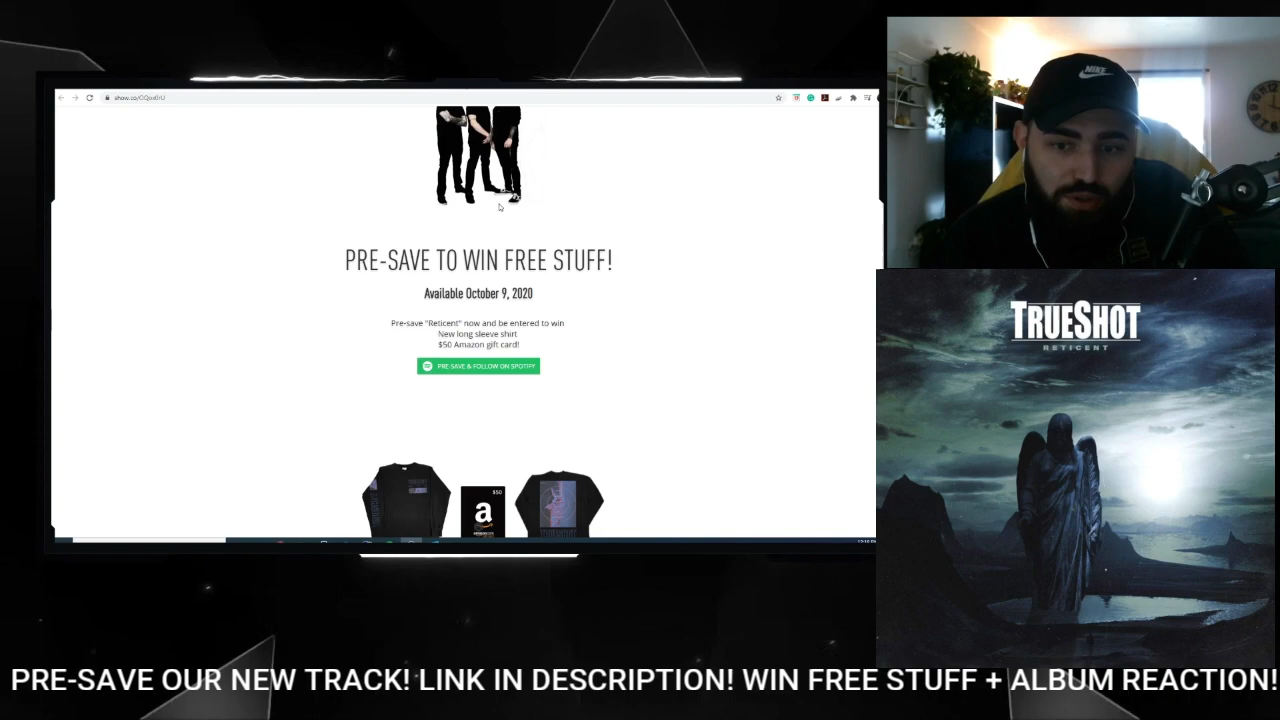 PRE-SAVE TO WIN FREE STUFF!
Available October 9, 2020
Pre-save "Reticent" now and be entered to win
New long sleeve shirt
$50 Amazon gift card!
PRE-SAVE & FOLLOW ON SPOTIFY
$50
a
NIKE
TRUESHOT
RETICENT
PRE-SAVE OUR NEW TRACK! LINK IN DESCRIPTION! WIN FREE STUFF + ALBUM REACTION!